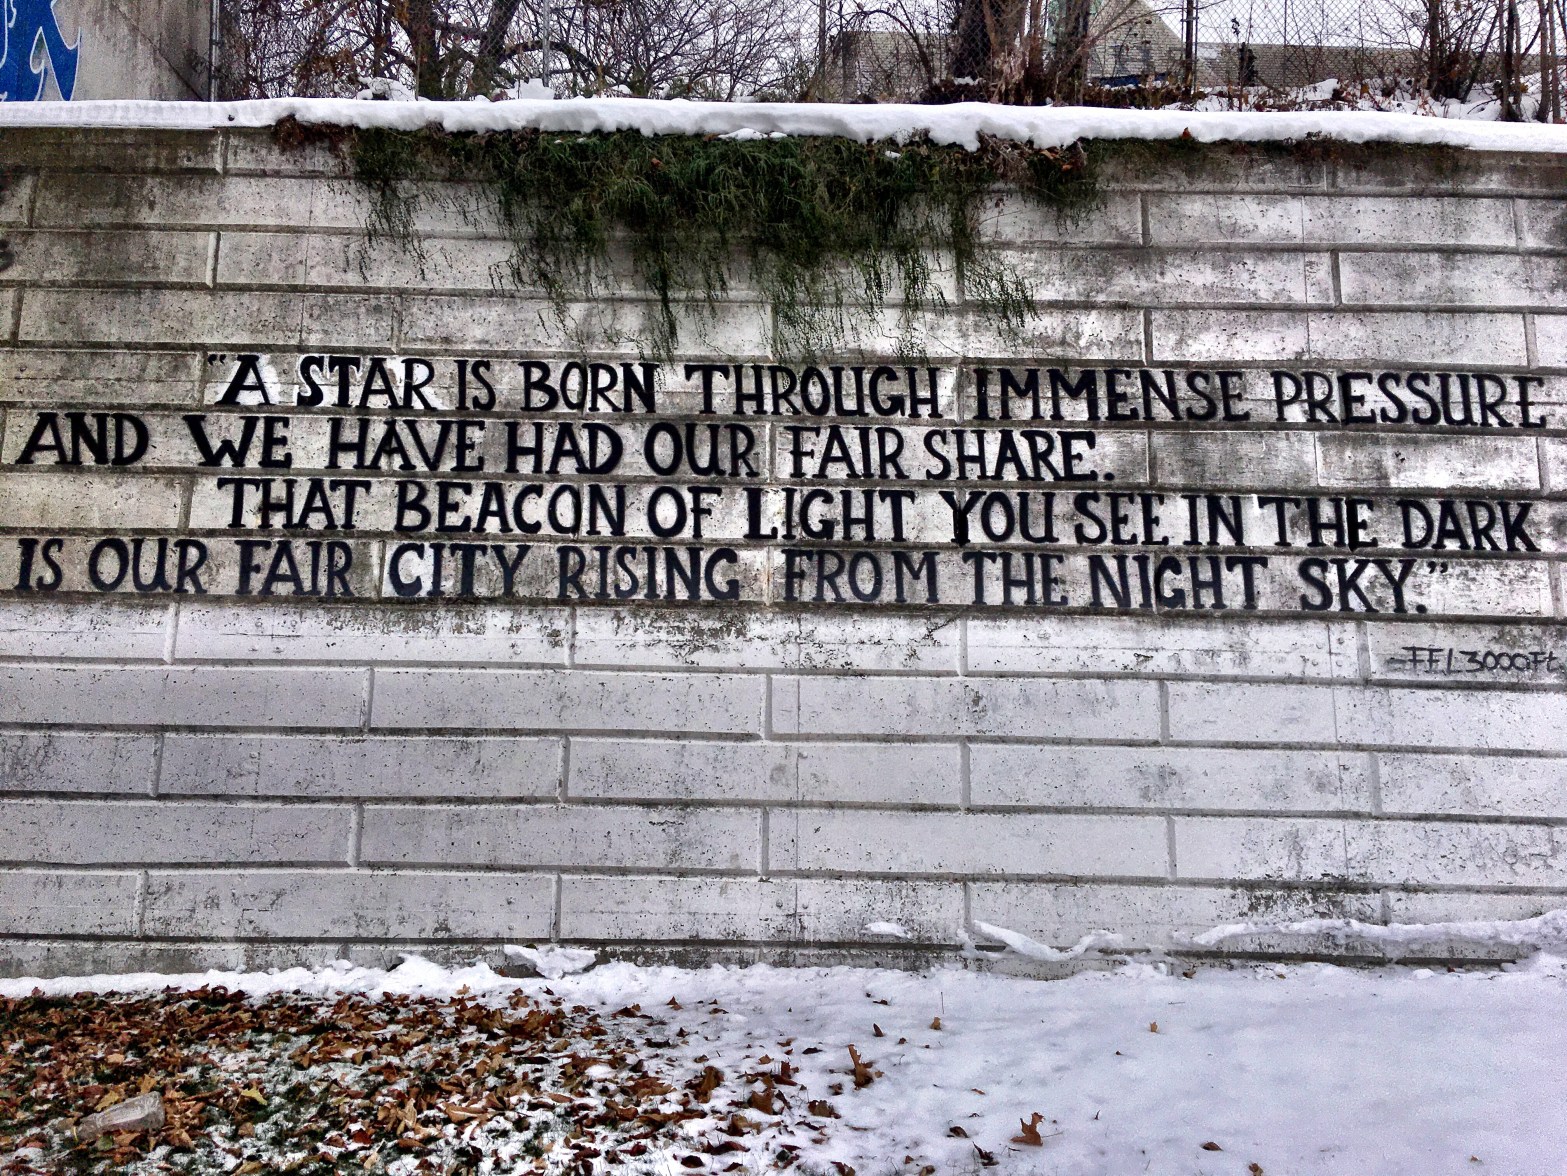 "A STAR IS BORN THROUGH IMMENSE PRESSURE
AND WE HAVE HAD OUR FAIR SHARE.
THAT BEACON OF LIGHT YOU SEE IN THE DARK
IS OUR FAIR CITY RISING FROM THE NIGHT SKY."